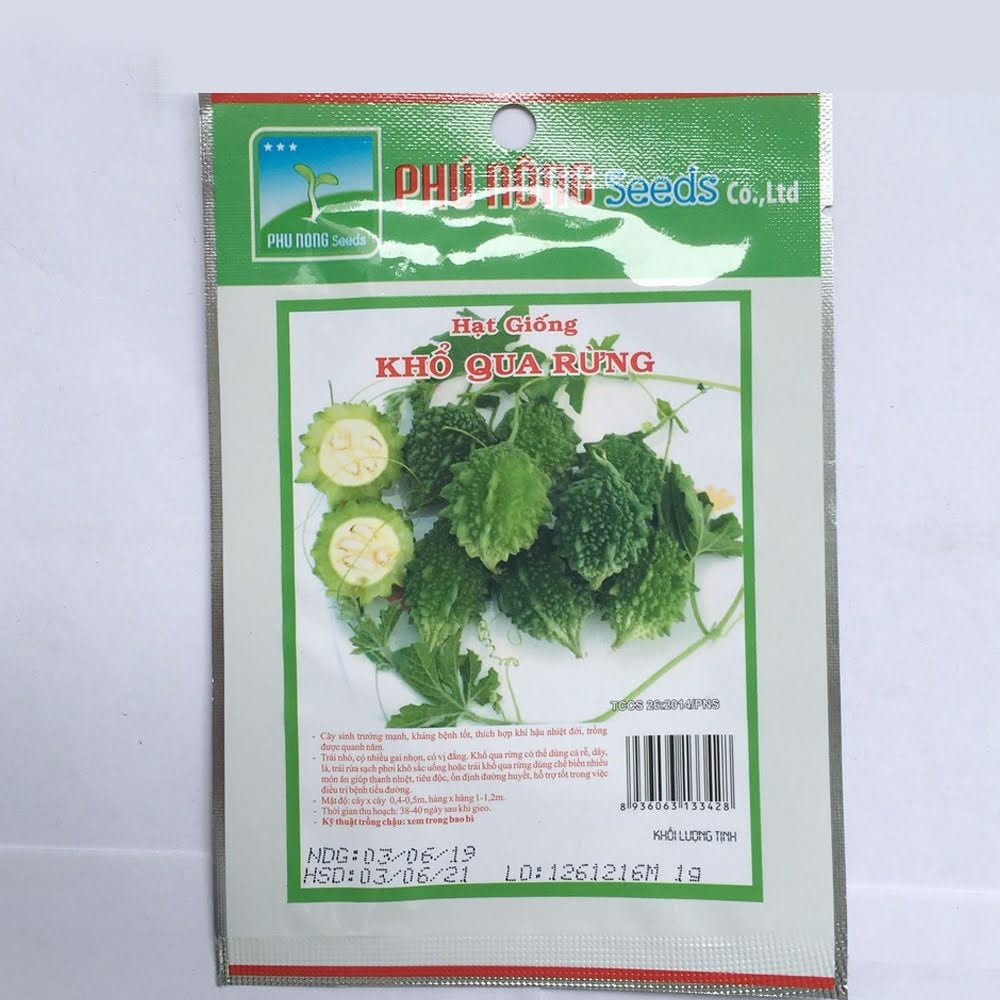 PHÚ NÔNG Seeds Co.,Ltd
PHU NONG Seeds
Hạt Giống
KHỔ QUA RỪNG
TCCS 26:2014/PNS
- Cây sinh trưởng mạnh, kháng bệnh tốt, thích hợp khí hậu nhiệt đới, trồng
được quanh năm.
- Trái nhỏ, có nhiều gai nhọn, có vị đắng. Khổ qua rừng có thể dùng cả rễ, dây,
lá, trái rửa sạch phơi khô sắc uống hoặc trái khổ qua rừng dùng chế biến nhiều
món ăn giúp thanh nhiệt, tiêu độc, ổn định đường huyết, hỗ trợ tốt trong việc
điều trị bệnh tiểu đường.
- Mật độ: cây x cây 0,4-0,5m, hàng x hàng 1-1,2m.
- Thời gian thu hoạch: 38-40 ngày sau khi gieo.
- Kỹ thuật trồng chậu: xem trong bao bì
8 936063 133428
KHỐI LƯỢNG TỊNH
NDG:03/06/19
HSD:03/06/21 LO:1261216M 1g